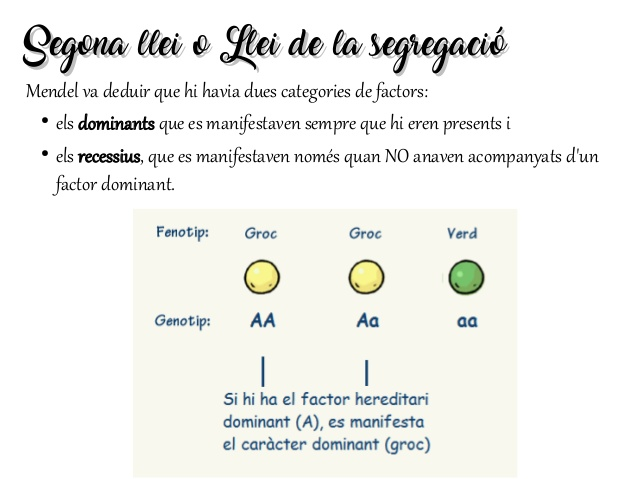 Segona llei o Llei de la segregació
Mendel va deduir que hi havia dues categories de factors:
• els dominants que es manifestaven sempre que hi eren presents i
• els recessius, que es manifestaven només quan NO anaven acompanyats d'un
factor dominant.
Fenotip: Groc Groc Verd
Genotip: AA Aa aa
Si hi ha el factor hereditari
dominant (A), es manifesta
el caràcter dominant (groc)